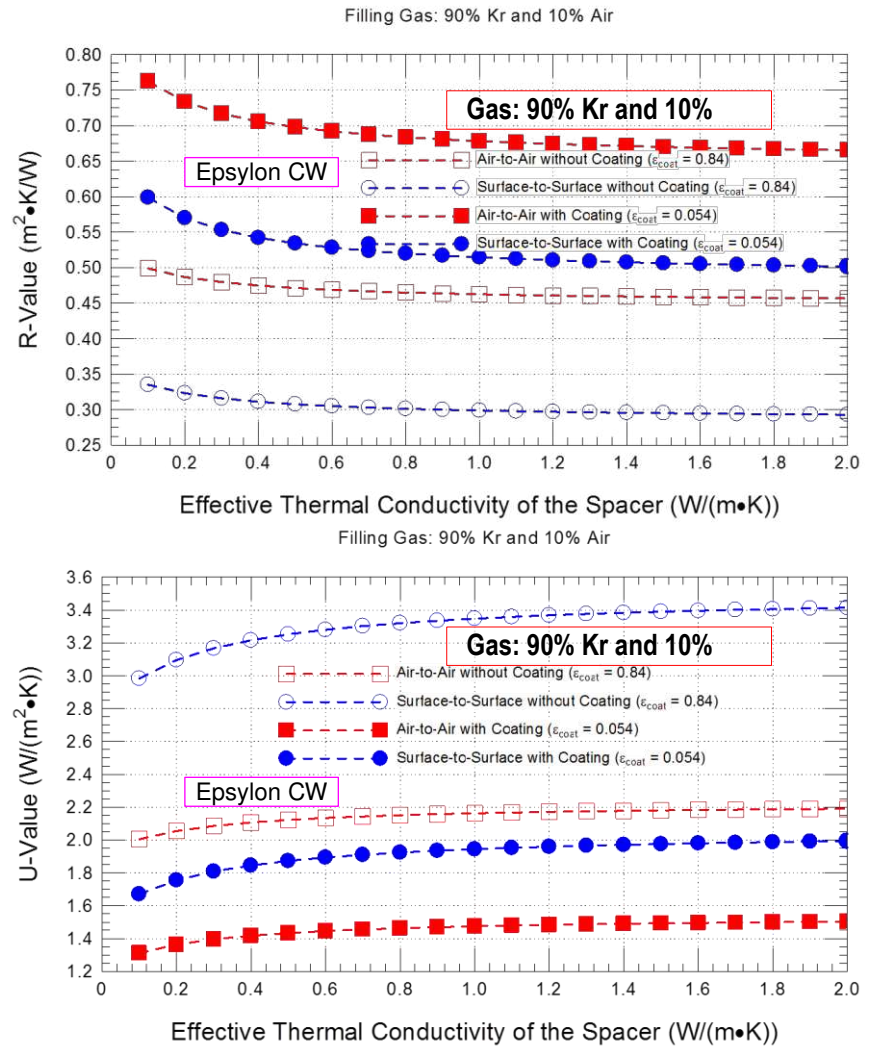 Filling Gas: 90% Kr and 10% Air
0.80
0.75
0.70
0.65
0.60
0.55
0.50
0.45
0.40
0.35
0.30
0.25
R-Value (m²•K/W)
Gas: 90% Kr and 10%
Epsylon CW
Air-to-Air without Coating (ε_coat = 0.84)
Surface-to-Surface without Coating (ε_coat = 0.84)
Air-to-Air with Coating (ε_coat = 0.054)
Surface-to-Surface with Coating (ε_coat = 0.054)
0 0.2 0.4 0.6 0.8 1.0 1.2 1.4 1.6 1.8 2.0
Effective Thermal Conductivity of the Spacer (W/(m•K))
Filling Gas: 90% Kr and 10% Air
3.6
3.4
3.2
3.0
2.8
2.6
2.4
2.2
2.0
1.8
1.6
1.4
1.2
U-Value (W/(m²•K))
Gas: 90% Kr and 10%
Air-to-Air without Coating (ε_coat = 0.84)
Surface-to-Surface without Coating (ε_coat = 0.84)
Air-to-Air with Coating (ε_coat = 0.054)
Surface-to-Surface with Coating (ε_coat = 0.054)
Epsylon CW
0 0.2 0.4 0.6 0.8 1.0 1.2 1.4 1.6 1.8 2.0
Effective Thermal Conductivity of the Spacer (W/(m•K))